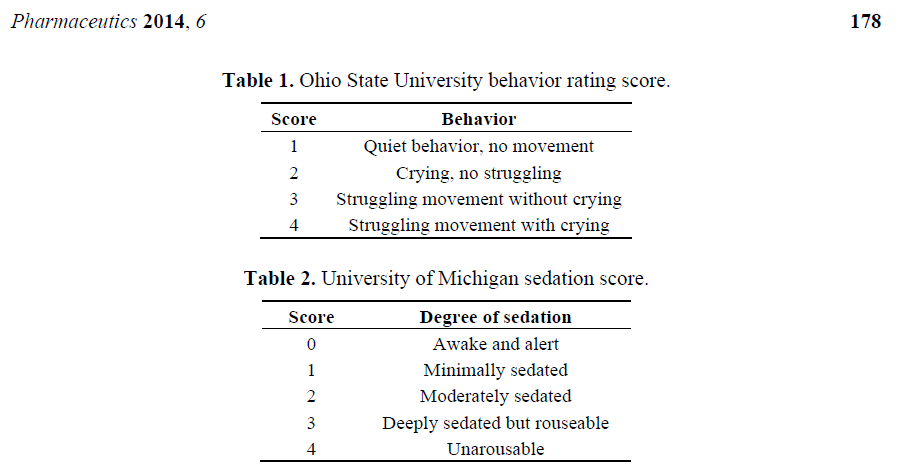 Pharmaceutics 2014, 6 178
Table 1. Ohio State University behavior rating score.
Score Behavior
1 Quiet behavior, no movement
2 Crying, no struggling
3 Struggling movement without crying
4 Struggling movement with crying
Table 2. University of Michigan sedation score.
Score Degree of sedation
0 Awake and alert
1 Minimally sedated
2 Moderately sedated
3 Deeply sedated but rouseable
4 Unarousable